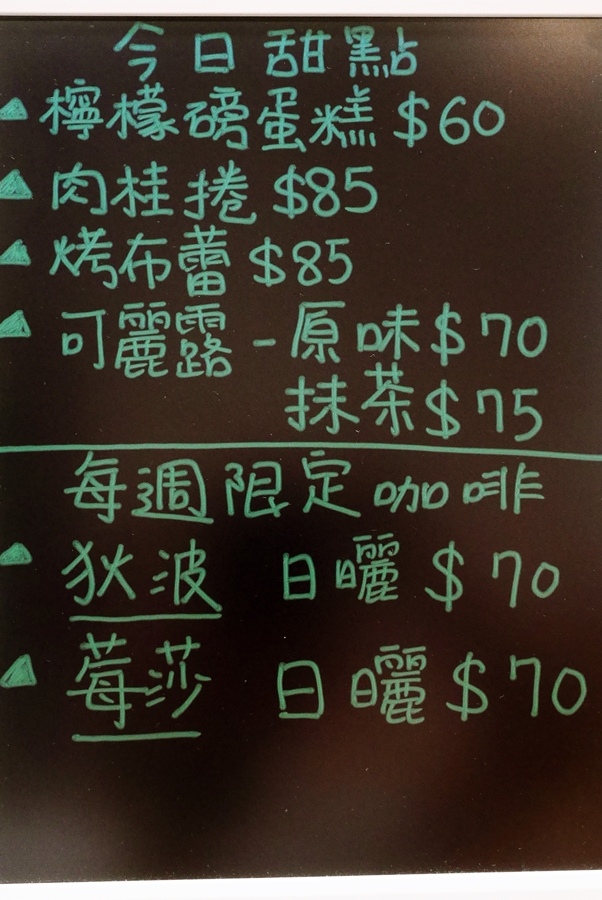 今日甜點
▲檸檬磅蛋糕 $60
▲肉桂捲 $85
▲烤布蕾 $85
▲可麗露-原味$70
抹茶$75
每週限定咖啡
▲狄波 日曬 $70
▲莓莎 日曬 $70